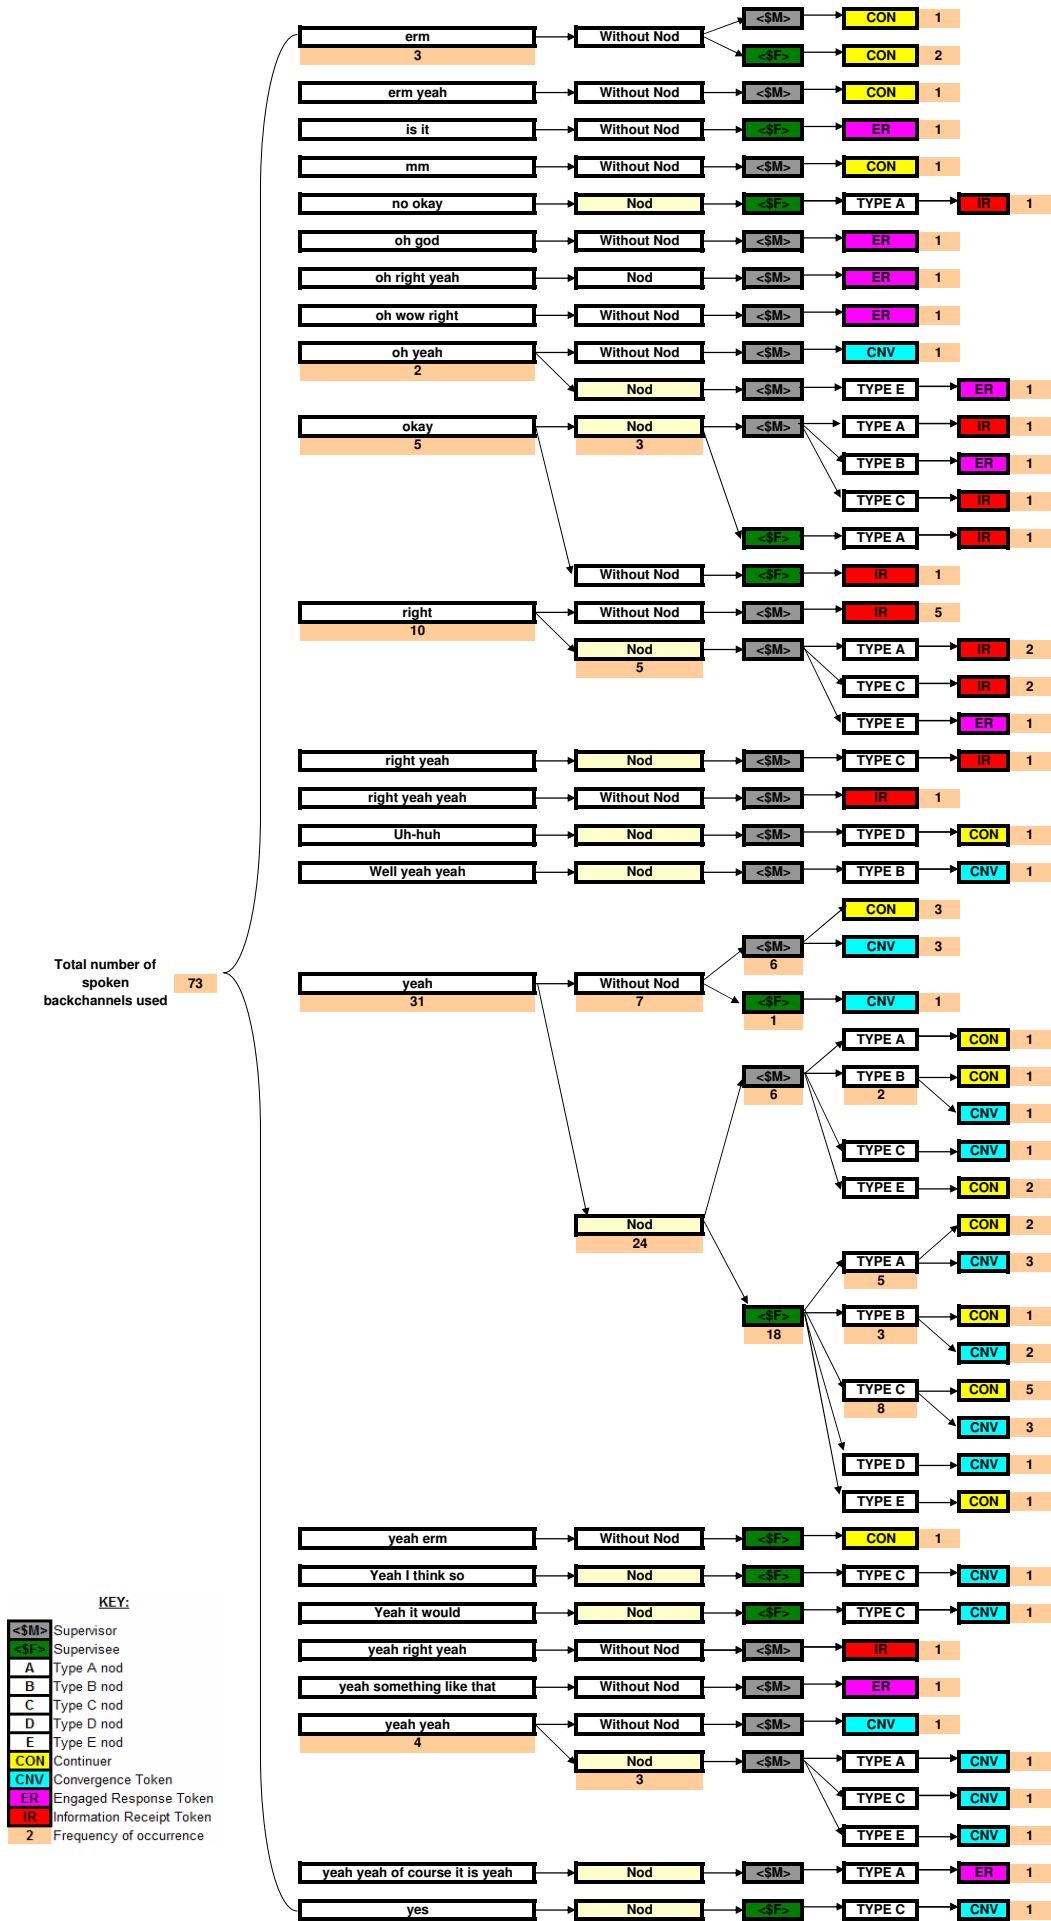 <$M> CON 1
erm Without Nod
3 <$F> CON 2
erm yeah Without Nod <$M> CON 1
is it Without Nod <$F> ER 1
mm Without Nod <$M> CON 1
no okay Nod <$F> TYPE A IR 1
oh god Without Nod <$M> ER 1
oh right yeah Nod <$M> ER 1
oh wow right Without Nod <$M> ER 1
oh yeah Without Nod <$M> CNV 1
2
Nod <$M> TYPE E ER 1
okay Nod <$M> TYPE A IR 1
5 3
TYPE B ER 1
TYPE C IR 1
<$F> TYPE A IR 1
Without Nod <$F> IR 1
right Without Nod <$M> IR 5
10
Nod <$M> TYPE A IR 2
5
TYPE C IR 2
TYPE E ER 1
right yeah Nod <$M> TYPE C IR 1
right yeah yeah Without Nod <$M> IR 1
Uh-huh Nod <$M> TYPE D CON 1
Well yeah yeah Nod <$M> TYPE B CNV 1
CON 3
<$M> CNV 3
6
Total number of
spoken 73
backchannels used
yeah Without Nod
31 7
<$F> CNV 1
1
TYPE A CON 1
<$M> TYPE B CON 1
6 2
CNV 1
TYPE C CNV 1
TYPE E CON 2
Nod CON 2
24
TYPE A CNV 3
5
<$F> TYPE B CON 1
18 3
CNV 2
TYPE C CON 5
8
CNV 3
TYPE D CNV 1
TYPE E CON 1
yeah erm Without Nod <$F> CON 1
Yeah I think so Nod <$F> TYPE C CNV 1
Yeah it would Nod <$F> TYPE C CNV 1
yeah right yeah Without Nod <$M> IR 1
yeah something like that Without Nod <$M> ER 1
yeah yeah Without Nod <$M> CNV 1
4
Nod <$M> TYPE A CNV 1
3
TYPE C CNV 1
TYPE E CNV 1
yeah yeah of course it is yeah Nod <$M> TYPE A ER 1
yes Nod <$F> TYPE C CNV 1
KEY:
<$M> Supervisor
<$F> Supervisee
A Type A nod
B Type B nod
C Type C nod
D Type D nod
E Type E nod
CON Continuer
CNV Convergence Token
ER Engaged Response Token
IR Information Receipt Token
2 Frequency of occurrence